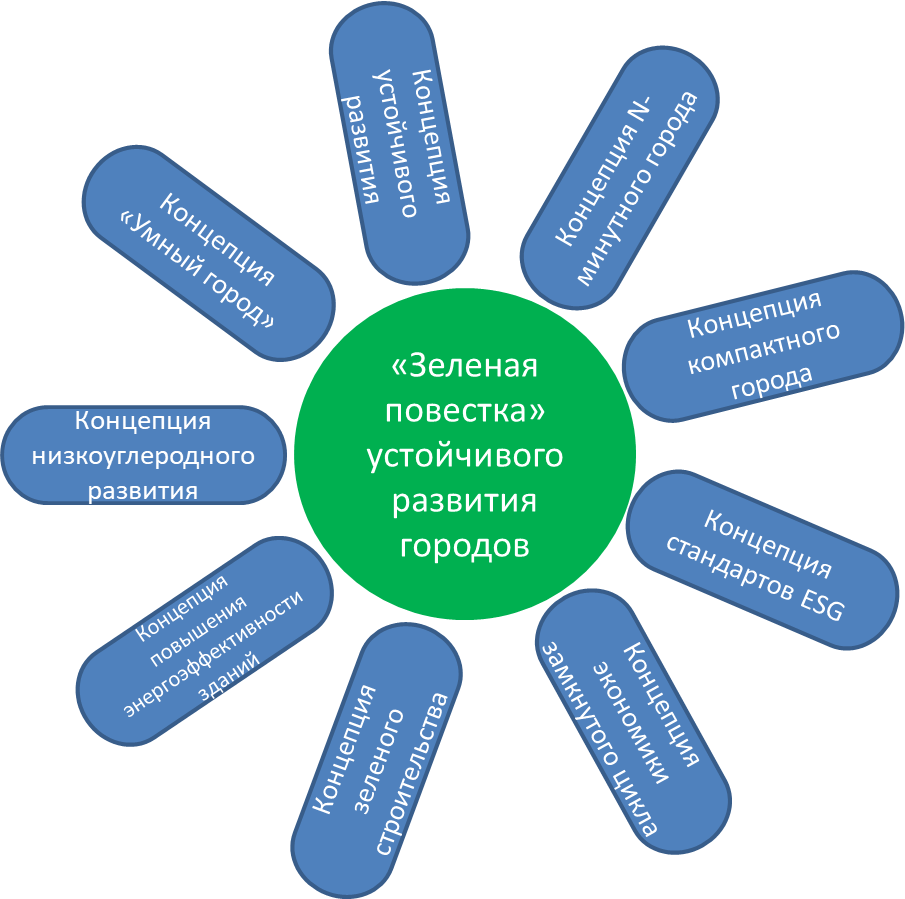 Концепция
устойчивого
развития
Концепция N-
минутного города
Концепция
«Умный город»
Концепция
компактного
города
«Зеленая
повестка»
устойчивого
развития
городов
Концепция
низкоуглеродного
развития
Концепция
стандартов ESG
Концепция
повышения
энергоэффективности
зданий
Концепция
экономики
замкнутого цикла
Концепция
зеленого
строительства